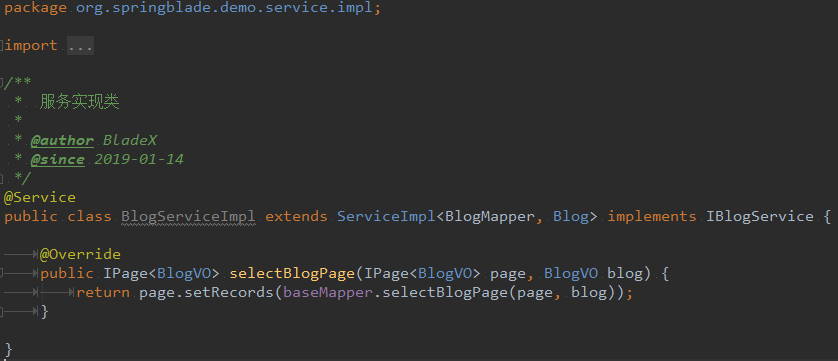 package org.springblade.demo.service.impl;
import ...
/**
* 服务实现类
*
* @author BladeX
* @since 2019-01-14
*/
@Service
public class BlogServiceImpl extends ServiceImpl<BlogMapper, Blog> implements IBlogService {
@Override
public IPage<BlogVO> selectBlogPage(IPage<BlogVO> page, BlogVO blog) {
return page.setRecords(baseMapper.selectBlogPage(page, blog));
}
}